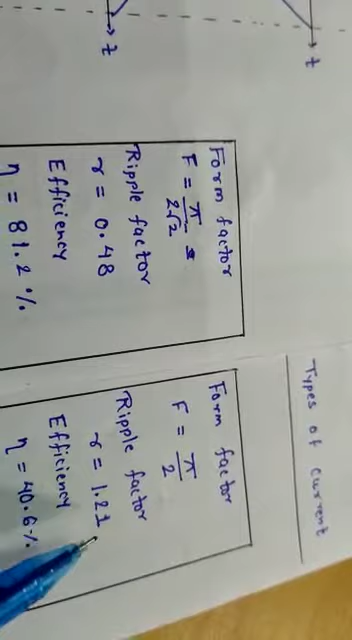 t
t
Types of Current
Form factor
F = π/2√2
Ripple factor
r = 0.48
Efficiency
η = 81.2 %
Form factor
F = π/2
Ripple factor
r = 1.21
Efficiency
η = 40.6 %